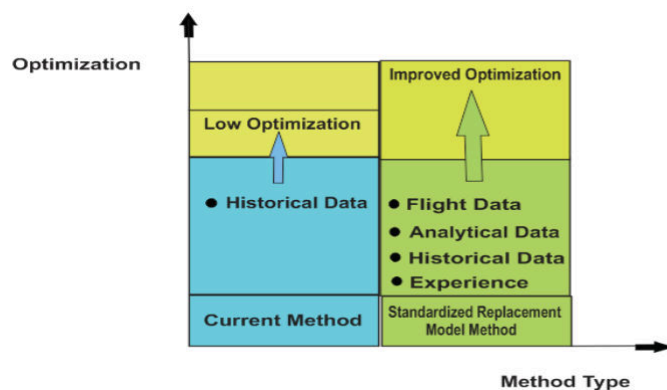 Optimization
Improved Optimization
Low Optimization
● Historical Data
● Flight Data
● Analytical Data
● Historical Data
● Experience
Current Method
Standardized Replacement
Model Method
Method Type